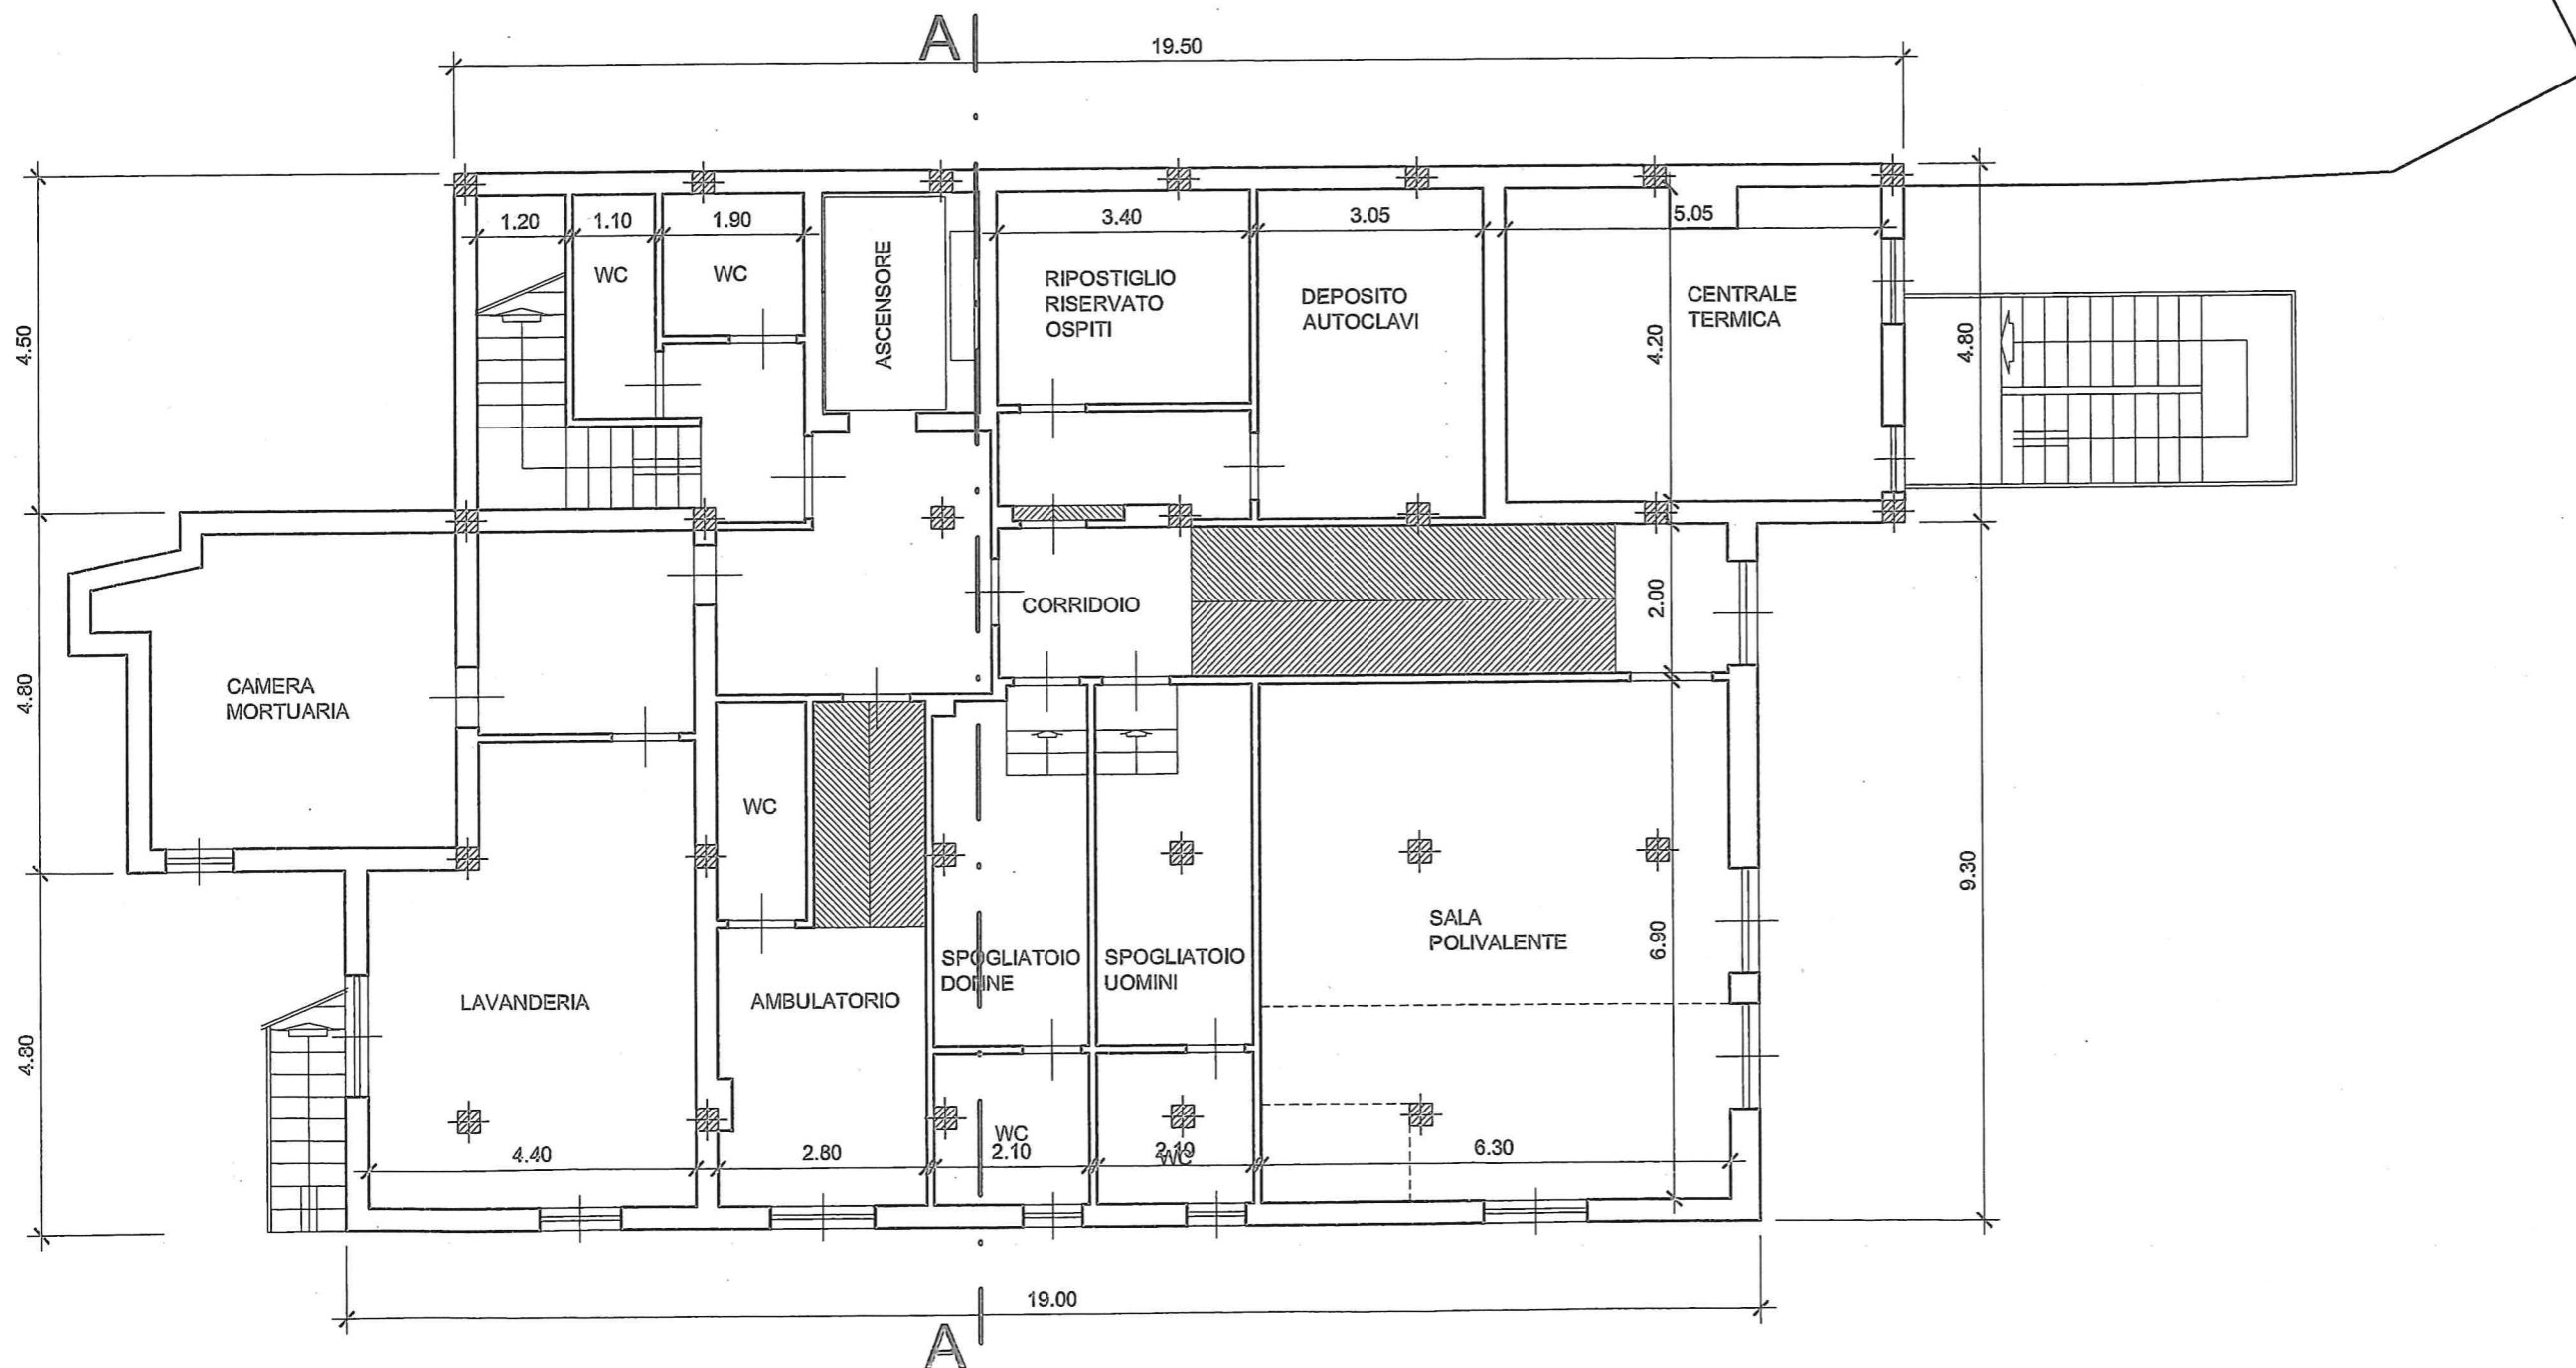 A
19.50
1.20
1.10
1.90
3.40
3.05
5.05
WC
WC
ASCENSORE
RIPOSTIGLIO
RISERVATO
OSPITI
DEPOSITO
AUTOCLAVI
CENTRALE
TERMICA
4.50
4.20
4.80
CORRIDOIO
2.00
CAMERA
MORTUARIA
4.80
WC
9.30
SALA
POLIVALENTE
6.90
SPOGLIATOIO
DONNE
SPOGLIATOIO
UOMINI
LAVANDERIA
AMBULATORIO
4.80
4.40
2.80
WC
2.10
2.10
WC
6.30
19.00
A